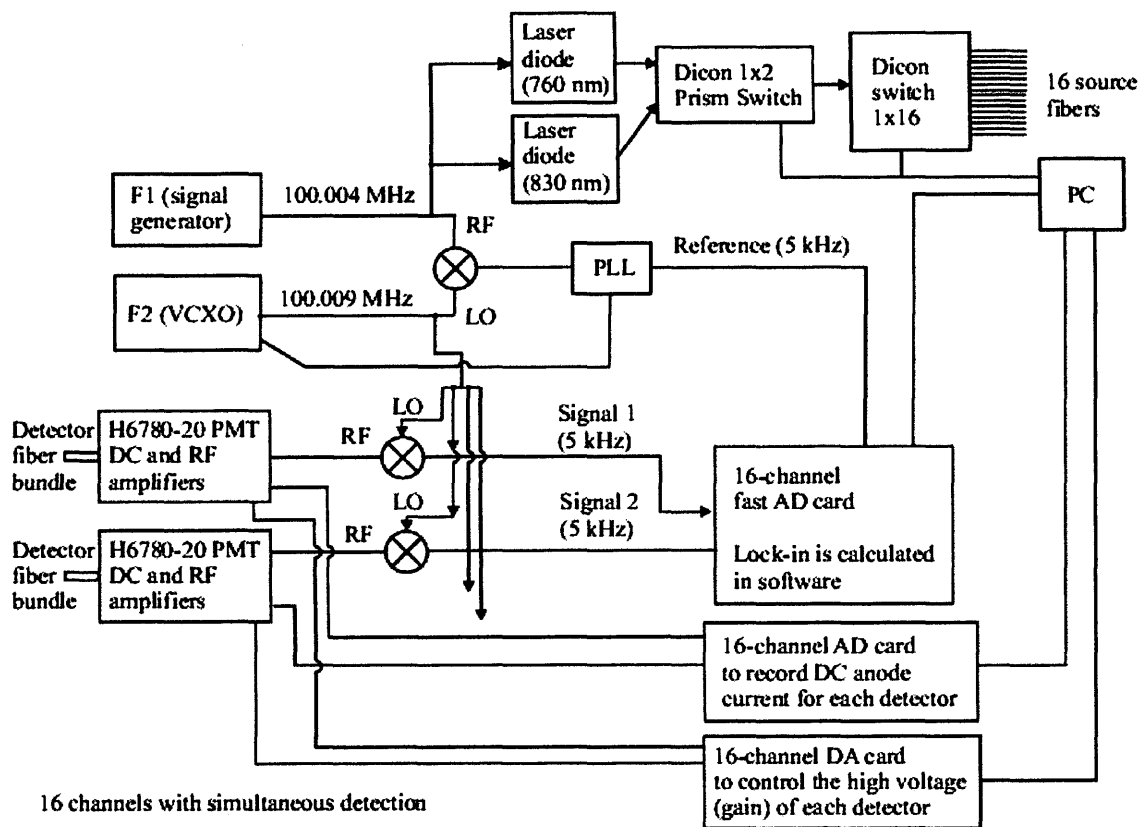 Laser
diode
(760 nm)
Dicon 1x2
Prism Switch
Dicon
switch
1x16
16 source
fibers
Laser
diode
(830 nm)
F1 (signal
generator)
100.004 MHz
RF
PC
PLL
Reference (5 kHz)
F2 (VCXO)
100.009 MHz
LO
Detector
fiber
bundle
H6780-20 PMT
DC and RF
amplifiers
RF
LO
Signal 1
(5 kHz)
16-channel
fast AD card
Lock-in is calculated
in software
Detector
fiber
bundle
H6780-20 PMT
DC and RF
amplifiers
RF
LO
Signal 2
(5 kHz)
16-channel AD card
to record DC anode
current for each detector
16-channel DA card
to control the high voltage
(gain) of each detector
16 channels with simultaneous detection